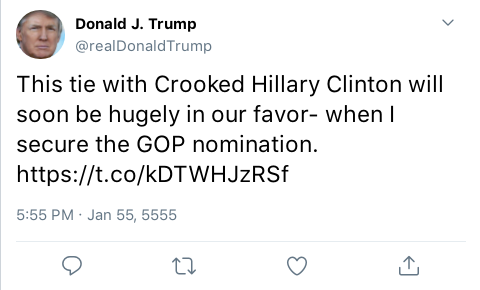 Donald J. Trump
@realDonaldTrump
This tie with Crooked Hillary Clinton will
soon be hugely in our favor- when I
secure the GOP nomination.
https://t.co/kDTWHJzRSf
5:55 PM · Jan 55, 5555